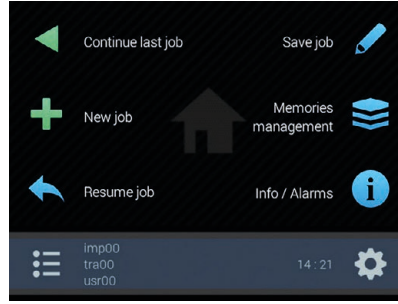 Continue last job
Save job
New job
Memories
management
Resume job
Info / Alarms
imp00
tra00
14:21
usr00